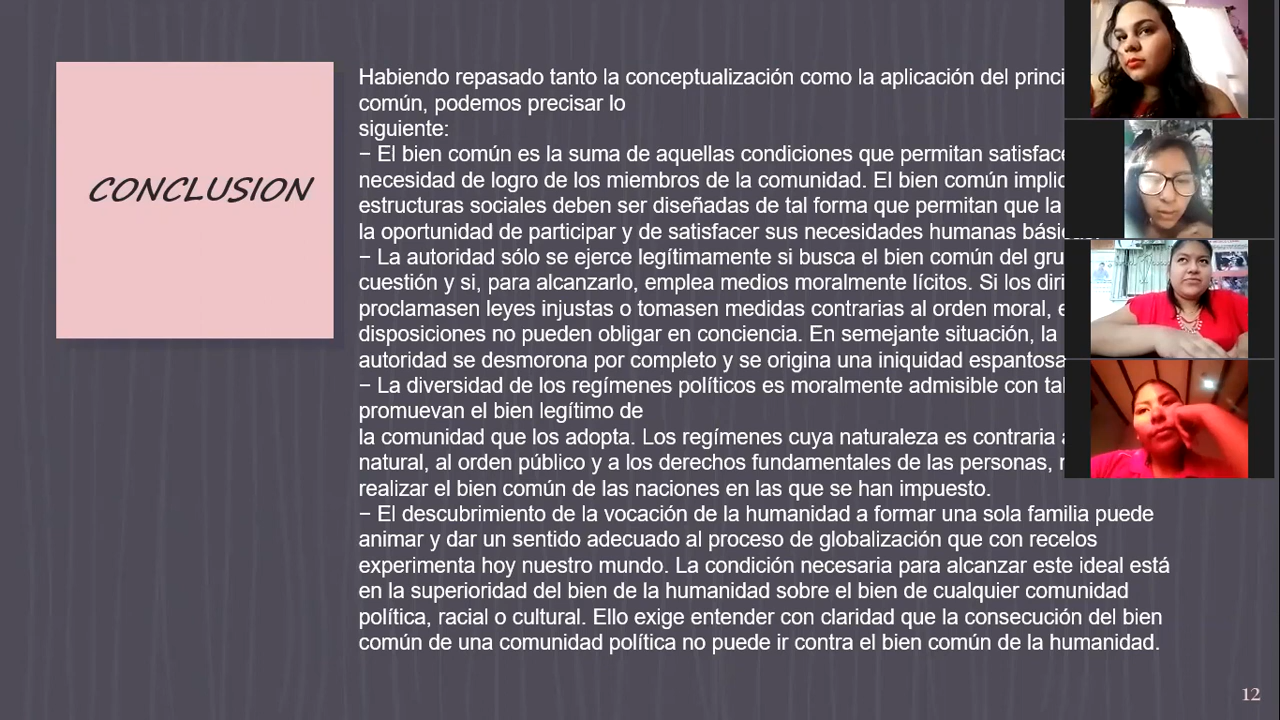 CONCLUSION
Habiendo repasado tanto la conceptualización como la aplicación del
común, podemos precisar lo
siguiente:
− El bien común es la suma de aquellas condiciones que permitan
necesidad de logro de los miembros de la comunidad. El bien común
estructuras sociales deben ser diseñadas de tal forma que permitan que la
la oportunidad de participar y de satisfacer sus necesidades humanas
− La autoridad sólo se ejerce legítimamente si busca el bien común del
cuestión y si, para alcanzarlo, emplea medios moralmente lícitos. Si los
proclamasen leyes injustas o tomasen medidas contrarias al orden moral,
disposiciones no pueden obligar en conciencia. En semejante situación, la
autoridad se desmorona por completo y se origina una iniquidad espantosa
− La diversidad de los regímenes políticos es moralmente admisible con
promuevan el bien legítimo de
la comunidad que los adopta. Los regímenes cuya naturaleza es contraria
natural, al orden público y a los derechos fundamentales de las personas,
realizar el bien común de las naciones en las que se han impuesto.
− El descubrimiento de la vocación de la humanidad a formar una sola familia puede
animar y dar un sentido adecuado al proceso de globalización que con recelos
experimenta hoy nuestro mundo. La condición necesaria para alcanzar este ideal está
en la superioridad del bien de la humanidad sobre el bien de cualquier comunidad
política, racial o cultural. Ello exige entender con claridad que la consecución del bien
común de una comunidad política no puede ir contra el bien común de la humanidad.
12